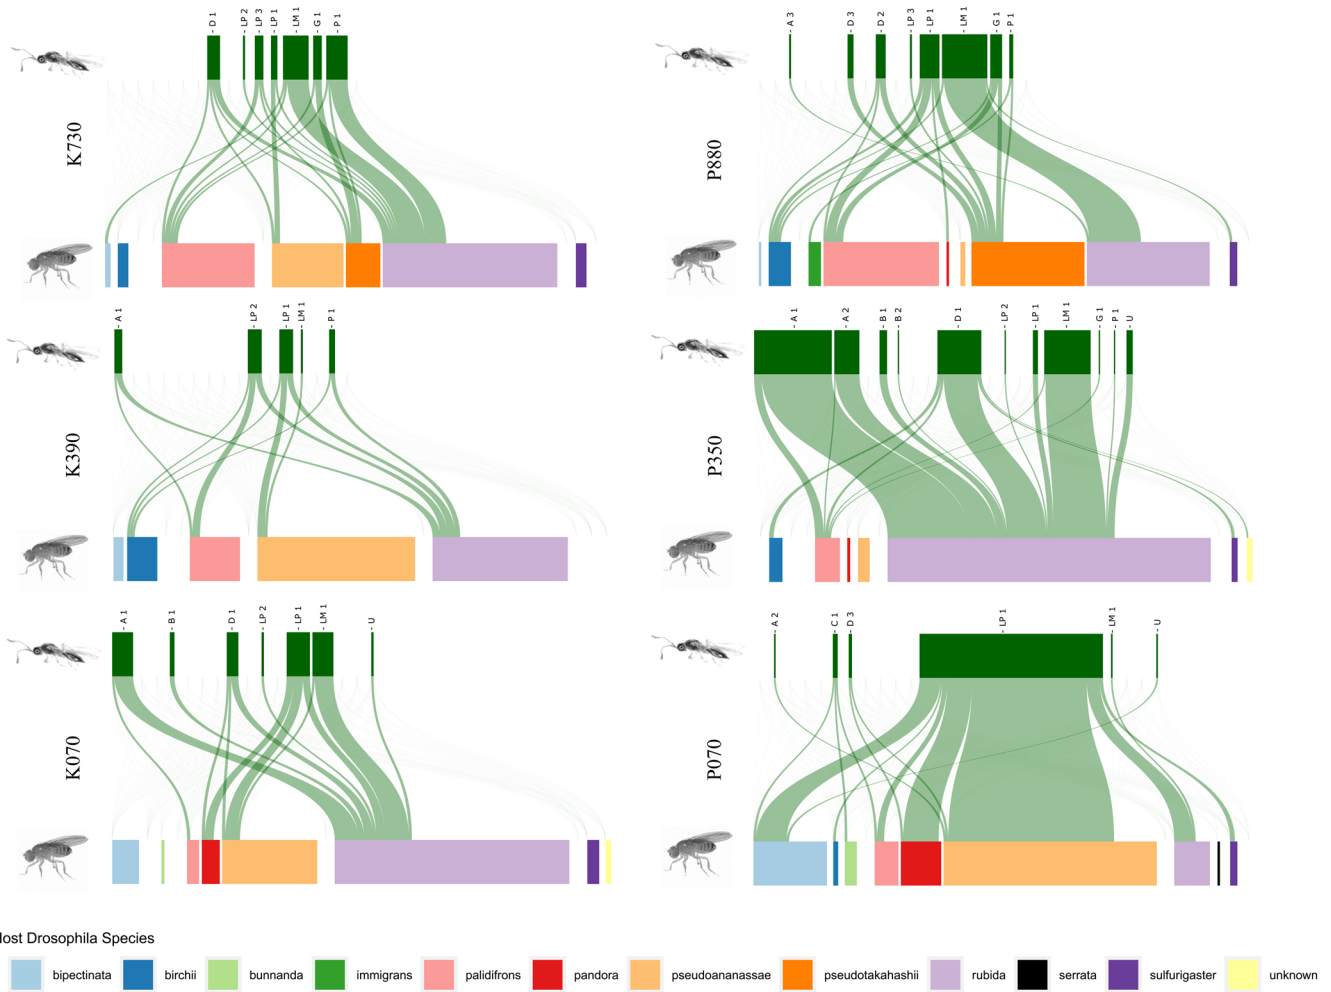 - D 1
- LP 2
- LP 3
- LP 1
- LM 1
- G 1
- P 1
K730
- A 3
- D 3
- D 2
- LP 3
- LP 1
- LM 1
- G 1
- P 1
P880
- A 1
- LP 2
- LP 1
- LM 1
- P 1
K390
- A 1
- A 2
- B 1
- B 2
- D 1
- LP 2
- LP 1
- LM 1
- G 1
- P 1
- U
P350
- A 1
- B 1
- D 1
- LP 2
- LP 1
- LM 1
- U
K070
- A 2
- C 1
- D 3
- LP 1
- LM 1
- U
P070
Host Drosophila Species
bipectinata
birchii
bunnanda
immigrans
palidifrons
pandora
pseudoananassae
pseudotakahashii
rubida
serrata
sulfurigaster
unknown